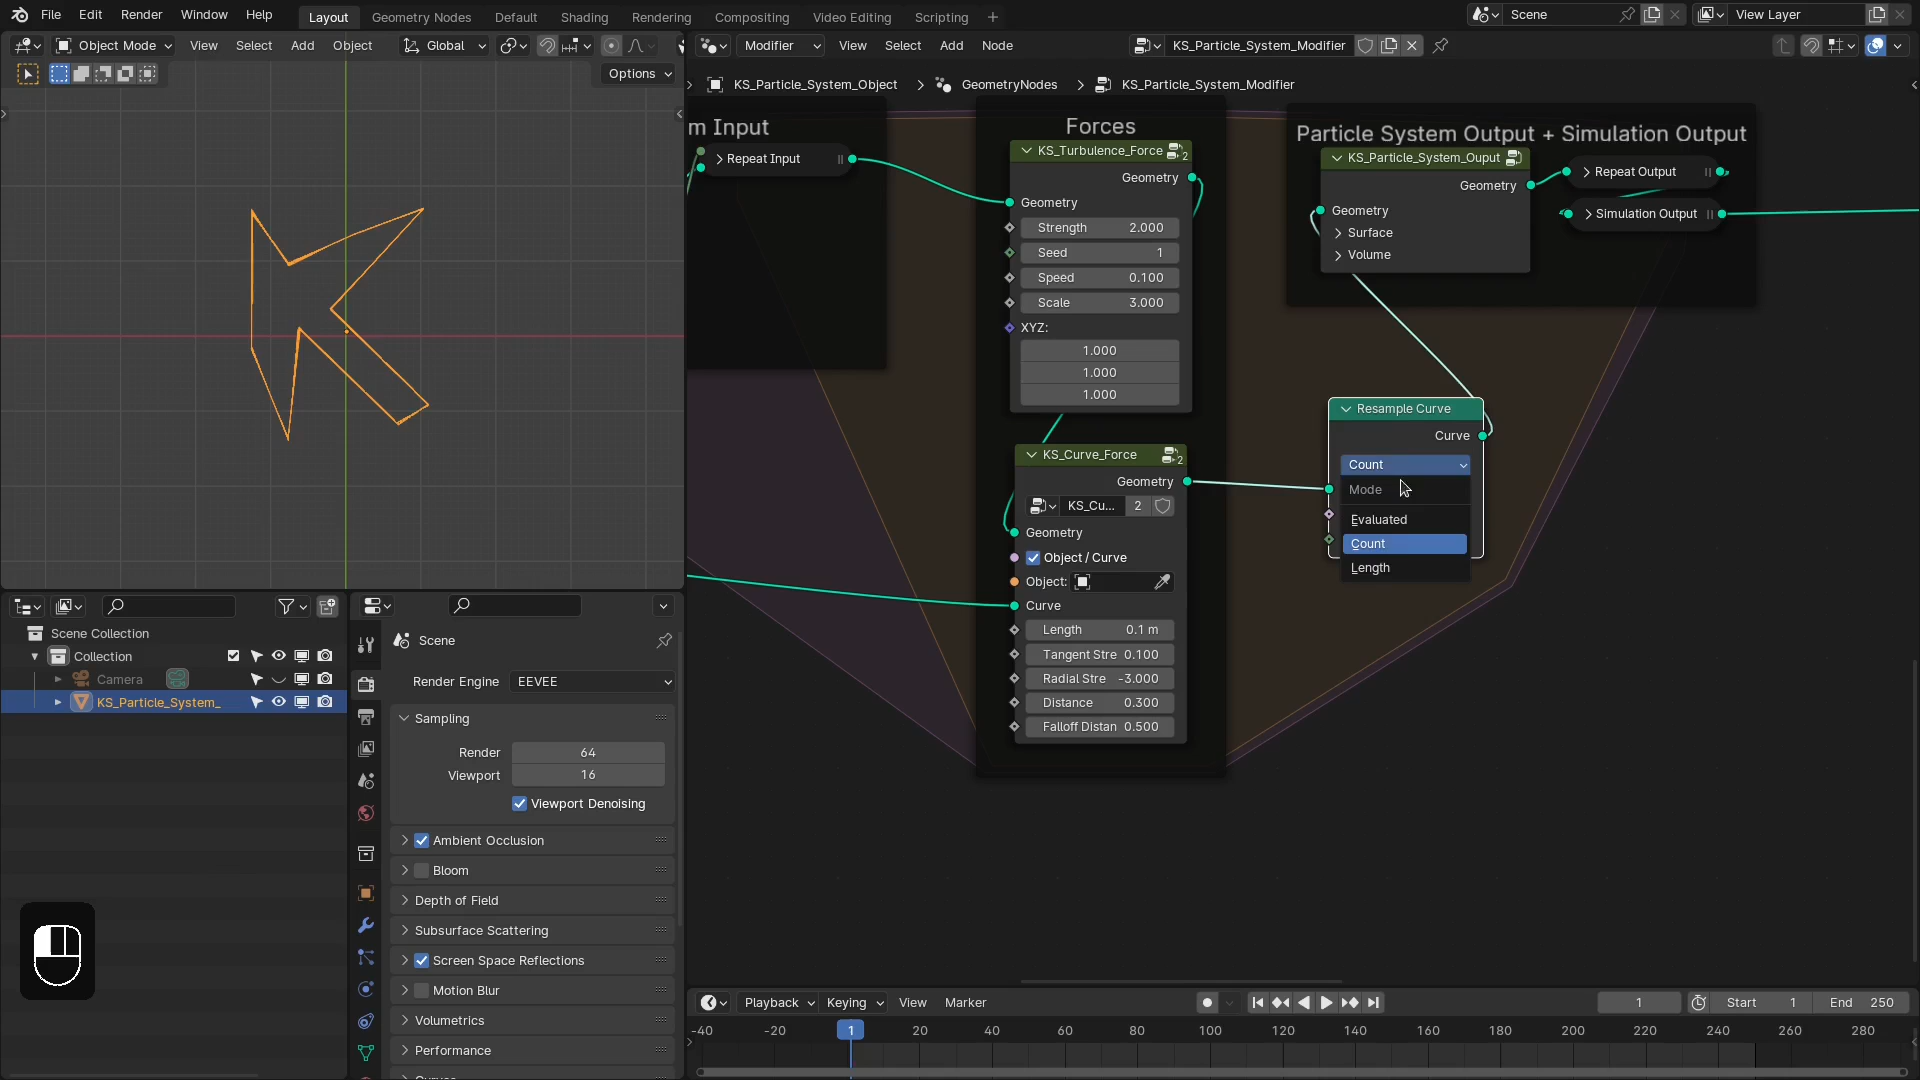 File Edit Render Window Help Layout Geometry Nodes Default Shading Rendering Compositing Video Editing Scripting + Scene View Layer
Object Mode View Select Add Object Global
Options
Modifier View Select Add Node KS_Particle_System_Modifier
KS_Particle_System_Object > GeometryNodes > KS_Particle_System_Modifier
m Input
Repeat Input
Forces
KS_Turbulence_Force 2
Geometry
Geometry
Strength 2.000
Seed 1
Speed 0.100
Scale 3.000
XYZ:
1.000
1.000
1.000
KS_Curve_Force 2
Geometry
KS_Cu... 2
Geometry
Object / Curve
Object:
Curve
Length 0.1 m
Tangent Stre 0.100
Radial Stre -3.000
Distance 0.300
Falloff Distan 0.500
Particle System Output + Simulation Output
KS_Particle_System_Ouput
Geometry
Geometry
Surface
Volume
Repeat Output
Simulation Output
Resample Curve
Curve
Count
Mode
Evaluated
Count
Length
Scene Collection
Collection
Camera
KS_Particle_System_
Scene
Render Engine EEVEE
Sampling
Render 64
Viewport 16
Viewport Denoising
Ambient Occlusion
Bloom
Depth of Field
Subsurface Scattering
Screen Space Reflections
Motion Blur
Volumetrics
Performance
Playback Keying View Marker 1 Start 1 End 250
-40 -20 1 20 40 60 80 100 120 140 160 180 200 220 240 260 280